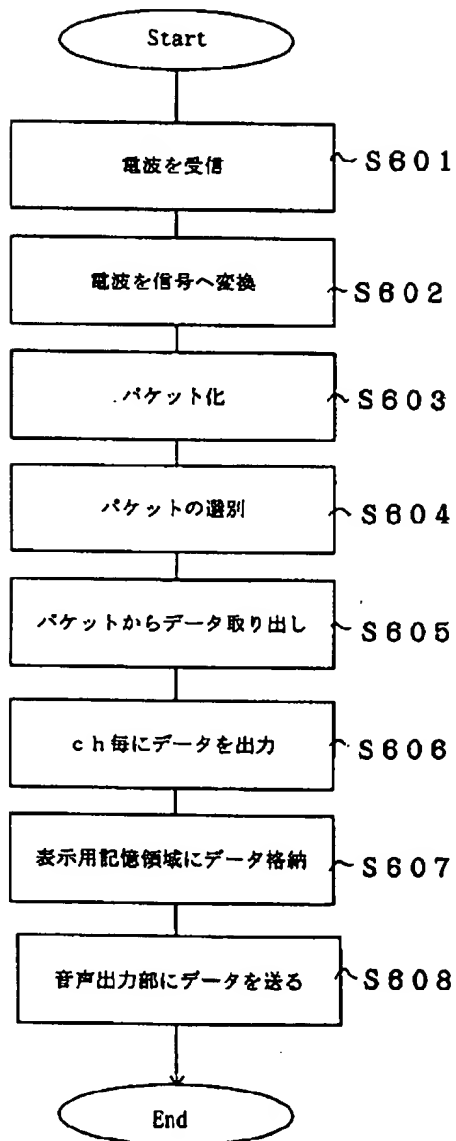 Start
電波を受信
S601
電波を信号へ変換
S602
パケット化
S603
パケットの選別
S604
パケットからデータ取り出し
S605
ch毎にデータを出力
S606
表示用記憶領域にデータ格納
S607
音声出力部にデータを送る
S608
End